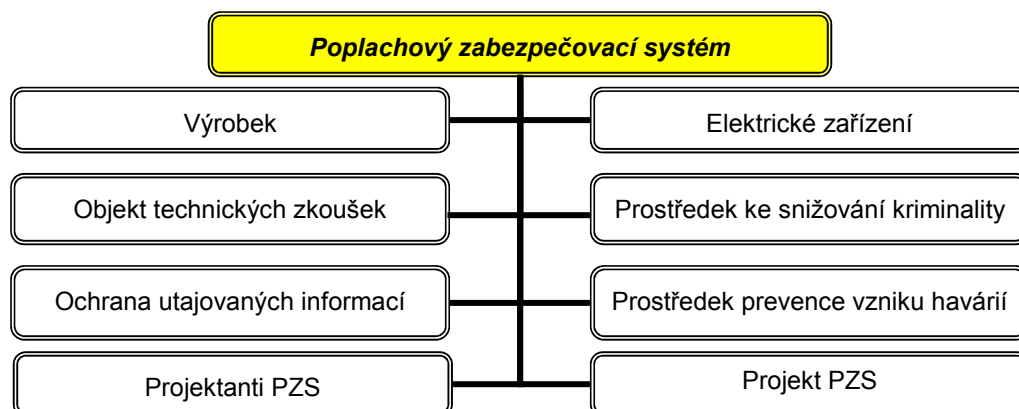 Poplachový zabezpečovací systém
Výrobek
Elektrické zařízení
Objekt technických zkoušek
Prostředek ke snižování kriminality
Ochrana utajovaných informací
Prostředek prevence vzniku havárií
Projektanti PZS
Projekt PZS